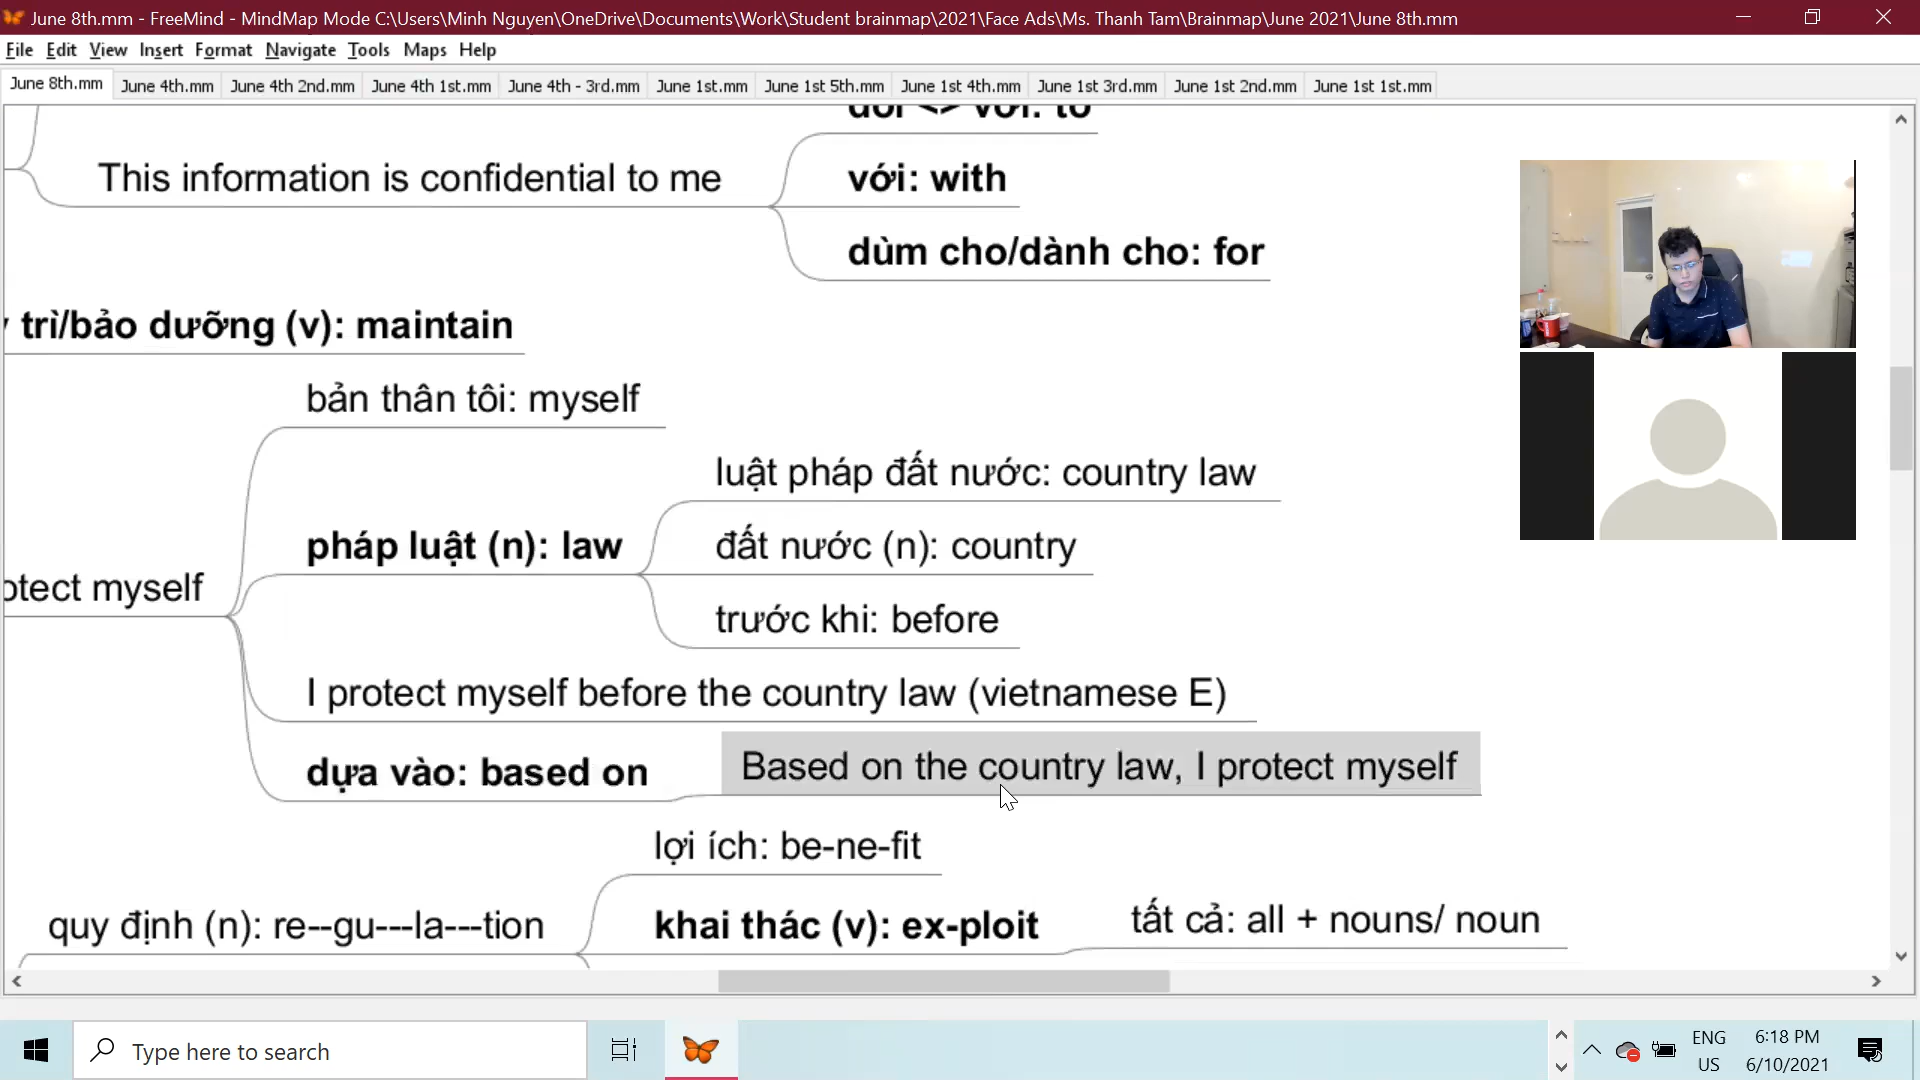 June 8th.mm - FreeMind - MindMap Mode C:\Users\Minh Nguyen\OneDrive\Documents\Work\Student brainmap\2021\Face Ads\Ms. Thanh Tam\Brainmap\June 2021\June 8th.mm
File Edit View Insert Format Navigate Tools Maps Help
June 8th.mm June 4th.mm June 4th 2nd.mm June 4th 1st.mm June 4th - 3rd.mm June 1st.mm June 1st 5th.mm June 1st 4th.mm June 1st 3rd.mm June 1st 2nd.mm June 1st 1st.mm
đối <> với: to
This information is confidential to me
với: with
dùm cho/dành cho: for
trì/bảo dưỡng (v): maintain
bản thân tôi: myself
luật pháp đất nước: country law
pháp luật (n): law
đất nước (n): country
otect myself
trước khi: before
I protect myself before the country law (vietnamese E)
dựa vào: based on
Based on the country law, I protect myself
lợi ích: be-ne-fit
quy định (n): re--gu---la---tion
khai thác (v): ex-ploit
tất cả: all + nouns/ noun
Type here to search
ENG
US
6:18 PM
6/10/2021